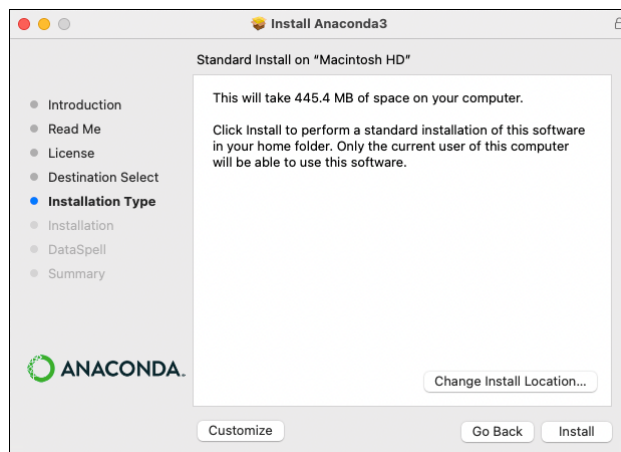 Install Anaconda3
Standard Install on "Macintosh HD"
Introduction
Read Me
License
Destination Select
Installation Type
Installation
DataSpell
Summary
This will take 445.4 MB of space on your computer.
Click Install to perform a standard installation of this software
in your home folder. Only the current user of this computer
will be able to use this software.
ANACONDA.
Change Install Location...
Customize
Go Back
Install